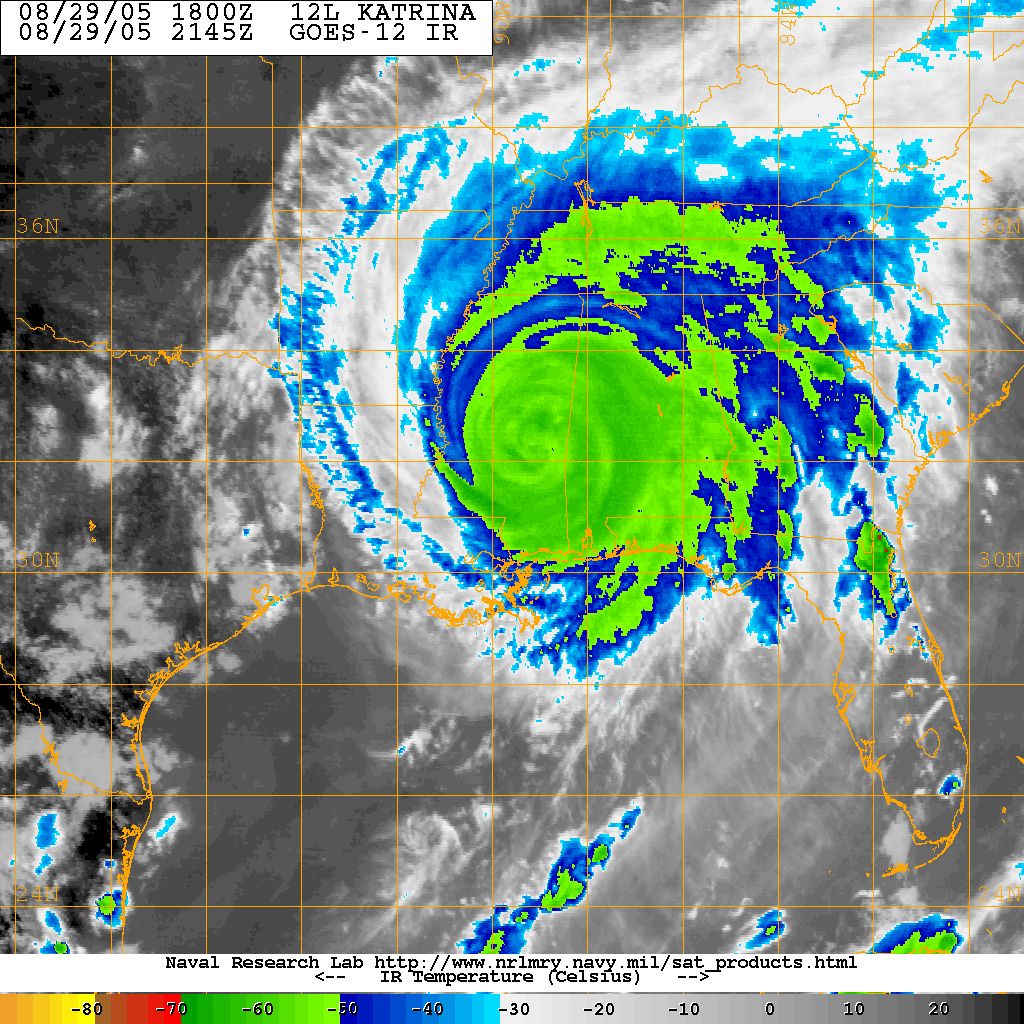 08/29/05 1800Z 12L KATRINA
08/29/05 2145Z GOES-12 IR
36N 36N
30N 30N
24N 24N
Naval Research Lab http://www.nrlmry.navy.mil/sat_products.html
<-- IR Temperature (Celsius) -->
-80 -70 -60 -50 -40 -30 -20 -10 0 10 20